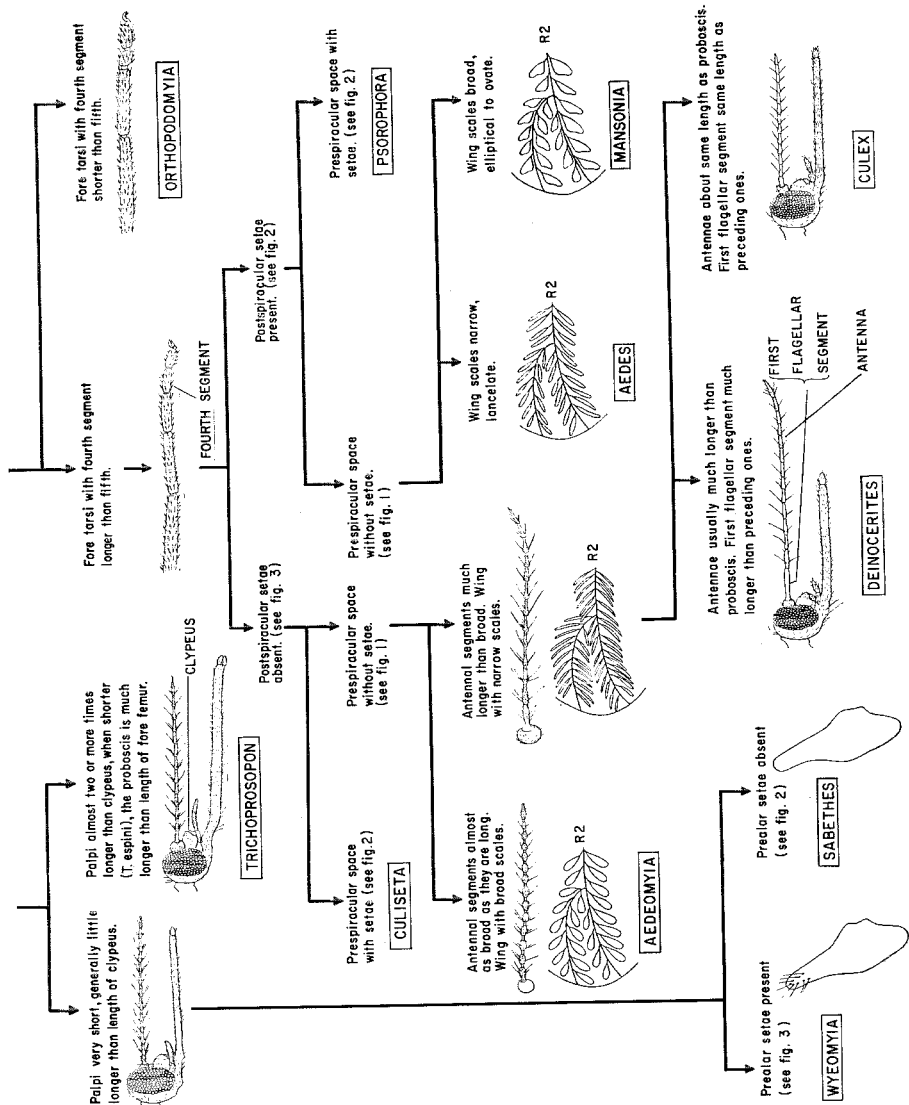 Palpi very short, generally little
longer than length of clypeus.
Palpi almost two or more times
longer than clypeus, when shorter
(T. espini), the proboscis is much
longer than length of fore femur.
CLYPEUS
TRICHOPROSOPON
Fore tarsi with fourth segment
longer than fifth.
FOURTH SEGMENT
Fore tarsi with fourth segment
shorter than fifth.
ORTHOPODOMYIA
Postspiracular setae
absent. (see fig. 3)
Postspiracular setae
present. (see fig. 2)
Prespiracular space
with setae (see fig. 2)
CULISETA
Prespiracular space
without setae.
(see fig. 1)
Prespiracular space
without setae.
(see fig. 1)
Prespiracular space with
setae. (see fig. 2)
PSOROPHORA
Antennal segments almost
as broad as they are long.
Wing with broad scales.
R2
AEDEOMYIA
Antennal segments much
longer than broad. Wing
with narrow scales.
R2
Wing scales narrow,
lancelate.
R2
AEDES
Wing scales broad,
elliptical to ovate.
R2
MANSONIA
Prealar setae present
(see fig. 3)
WYEOMYIA
Prealar setae absent
(see fig. 2)
SABETHES
Antennae usually much longer than
proboscis. First flagellar segment much
longer than preceding ones.
FIRST
FLAGELLAR
SEGMENT
ANTENNA
DEINOCERITES
Antennae about same length as proboscis.
First flagellar segment same length as
preceding ones.
CULEX